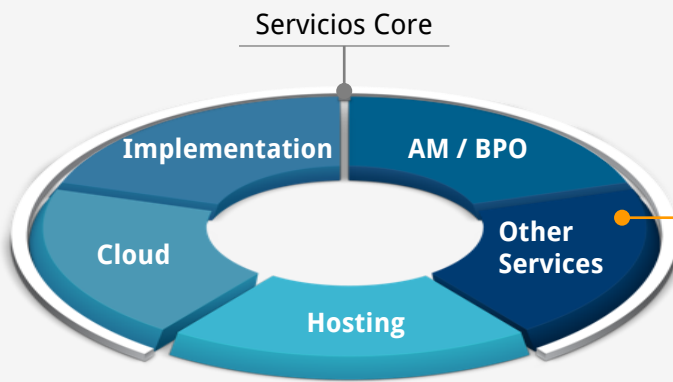 Servicios Core
Implementation
AM / BPO
Cloud
Other
Services
Hosting